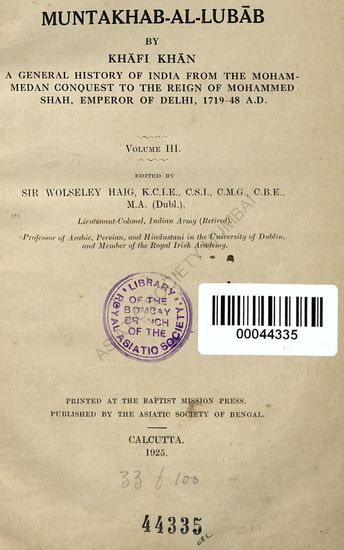 MUNTAKHAB-AL-LUBĀB
BY
KHĀFI KHĀN
A GENERAL HISTORY OF INDIA FROM THE MOHAM-
MEDAN CONQUEST TO THE REIGN OF MOHAMMED
SHAH, EMPEROR OF DELHI, 1719-48 A.D.
VOLUME III.
EDITED BY
SIR WOLSELEY HAIG, K.C.I.E., C.S.I., C.M.G., C.B.E.,
M.A. (Dubl.),
Lieutenant-Colonel, Indian Army (Retired).
Professor of Arabic, Persian, and Hindustani in the University of Dublin.
and Member of the Royal Irish Academy.
LIBRARY
OF THE
BOMBAY
BRANCH
OF THE
ROYAL ASIATIC SOCIETY
00044335
PRINTED AT THE BAPTIST MISSION PRESS.
PUBLISHED BY THE ASIATIC SOCIETY OF BENGAL.
CALCUTTA.
1925.
44335